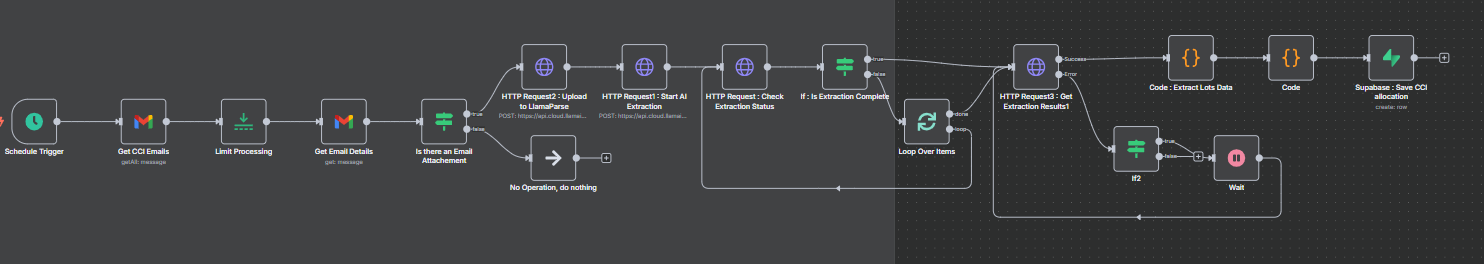 Schedule Trigger
Get CCI Emails
getAll: message
Limit Processing
Get Email Details
get: message
Is there an Email
Attachement
true
false
HTTP Request2 : Upload
to LlamaParse
POST: https://api.cloud.llamai...
No Operation, do nothing
HTTP Request1 : Start AI
Extraction
POST: https://api.cloud.llamai...
HTTP Request : Check
Extraction Status
If : Is Extraction Complete
true
false
Loop Over Items
done
loop
HTTP Request3 : Get
Extraction Results1
Success
Error
If2
true
false
Wait
Code : Extract Lots Data
Code
Supabase : Save CCI
allocation
create: row